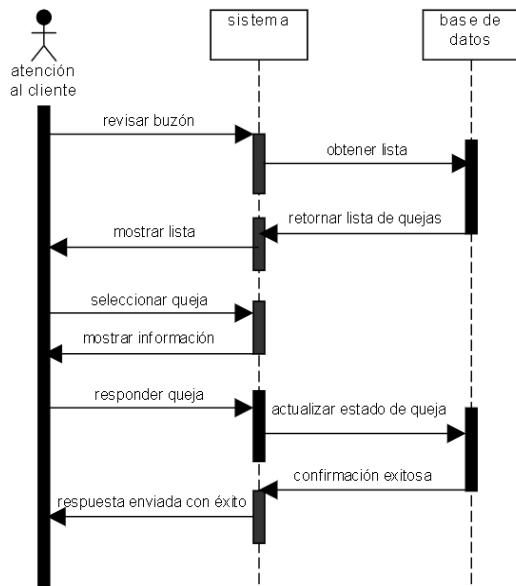 sistema
base de
datos
atención
al cliente
revisar buzón
obtener lista
retornar lista de quejas
mostrar lista
seleccionar queja
mostrar información
responder queja
actualizar estado de queja
confirmación exitosa
respuesta enviada con éxito